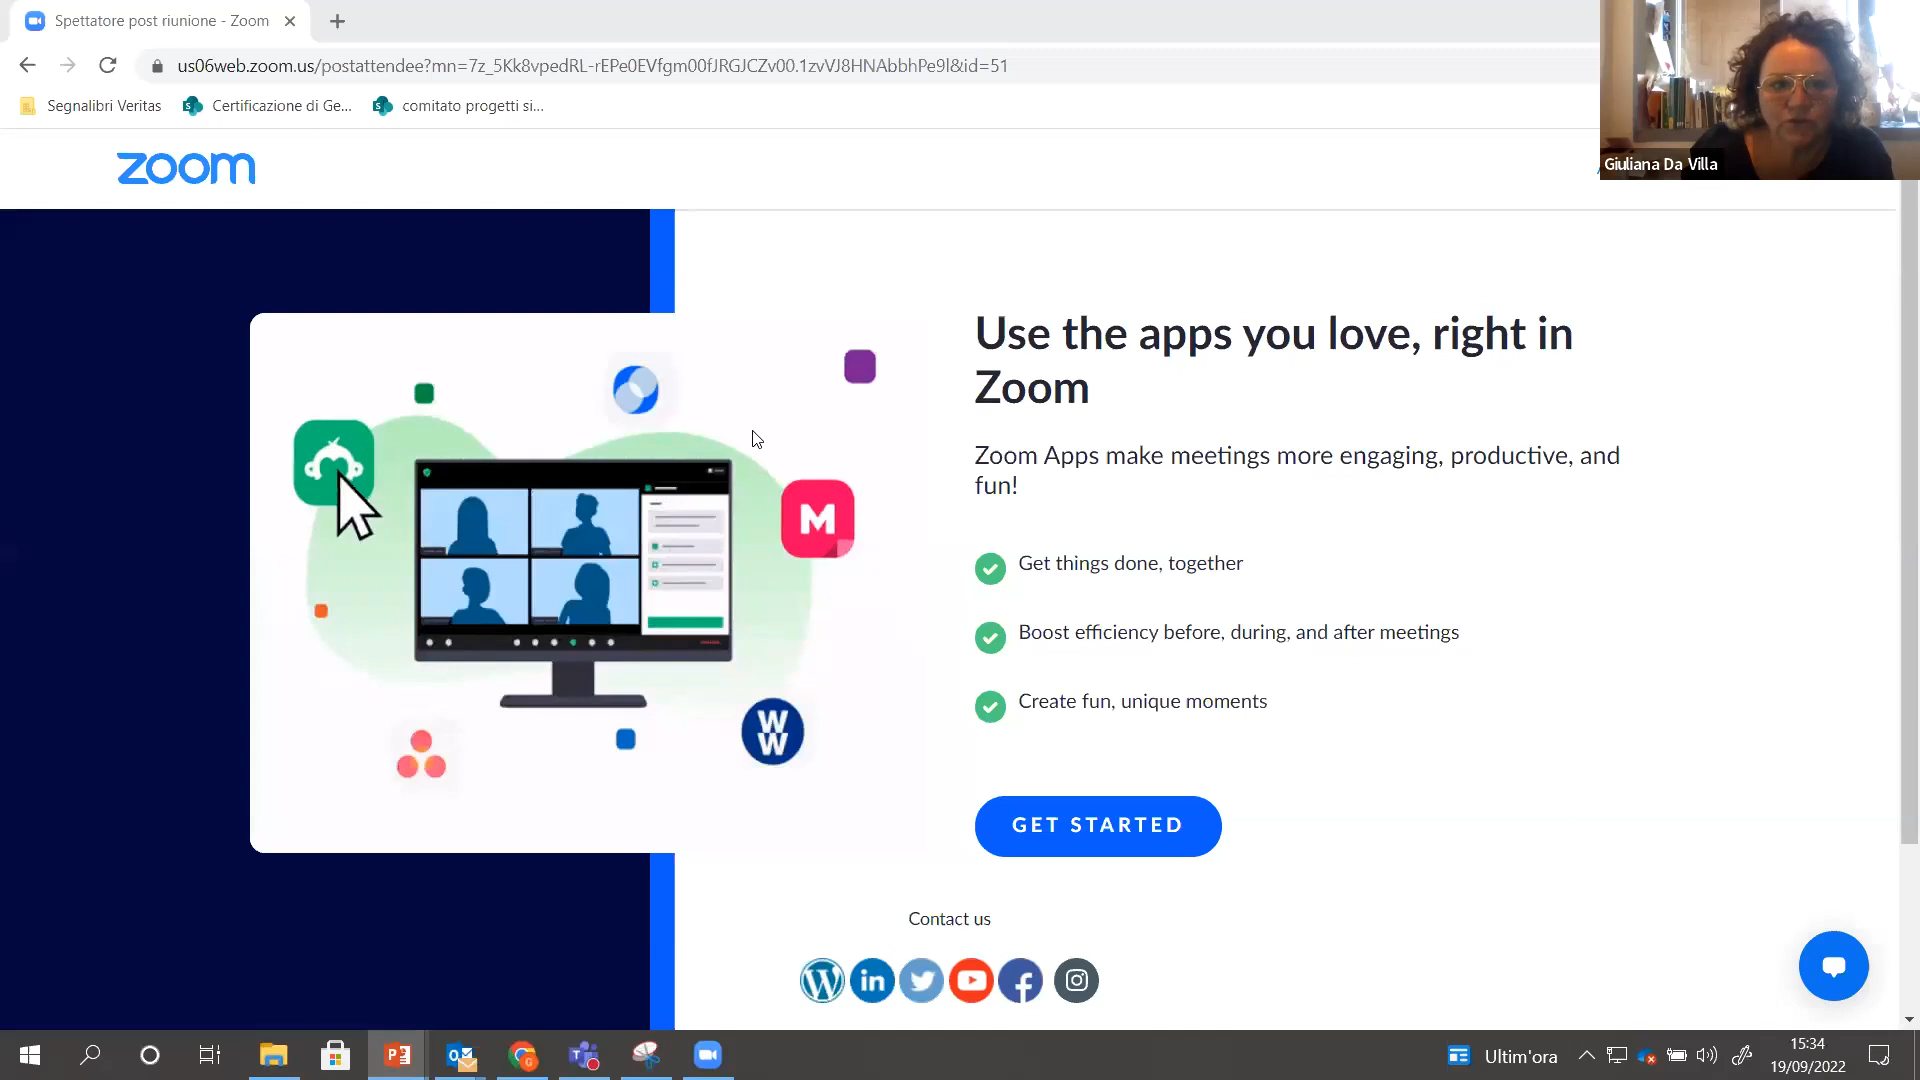 Spettatore post riunione - Zoom
us06web.zoom.us/postattendee?mn=7z_5Kk8vpedRL-rEPe0EVfgm00fJRGJCZv00.1zvVJ8HNAbbhPe9l&id=51
Segnalibri Veritas
Certificazione di Ge...
comitato progetti si...
Giuliana Da Villa
zoom
Use the apps you love, right in
Zoom
Zoom Apps make meetings more engaging, productive, and
fun!
Get things done, together
Boost efficiency before, during, and after meetings
Create fun, unique moments
M
W
W
GET STARTED
Contact us
Ultim'ora
15:34
19/09/2022